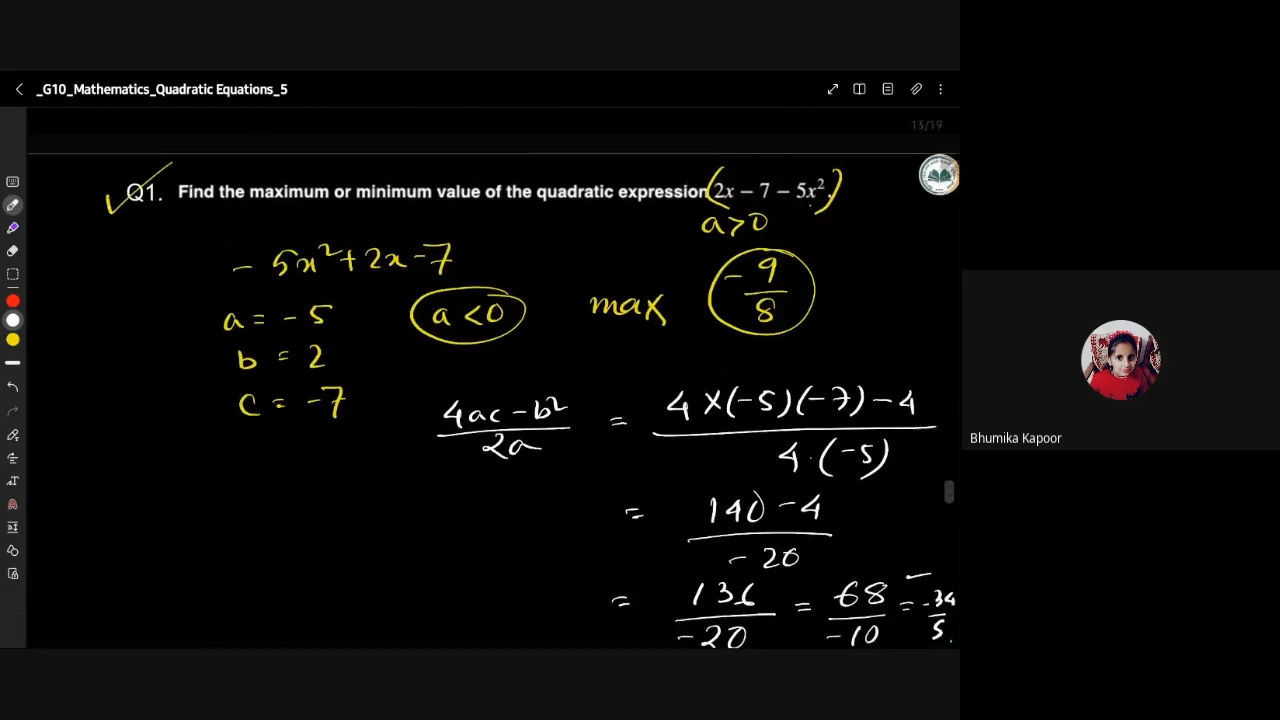 _G10_Mathematics_Quadratic Equations_5
13/19
Q1. Find the maximum or minimum value of the quadratic expression (2x − 7 − 5x².)
a>0
- 5x²+2x-7
- 9/8
a = -5
a<0
max
b = 2
c = -7
(4ac-b²)/2a = (4×(-5)(-7)-4)/(4·(-5))
= (140-4)/-20
= 136/-20 = 68/-10 = -34/5
Bhumika Kapoor